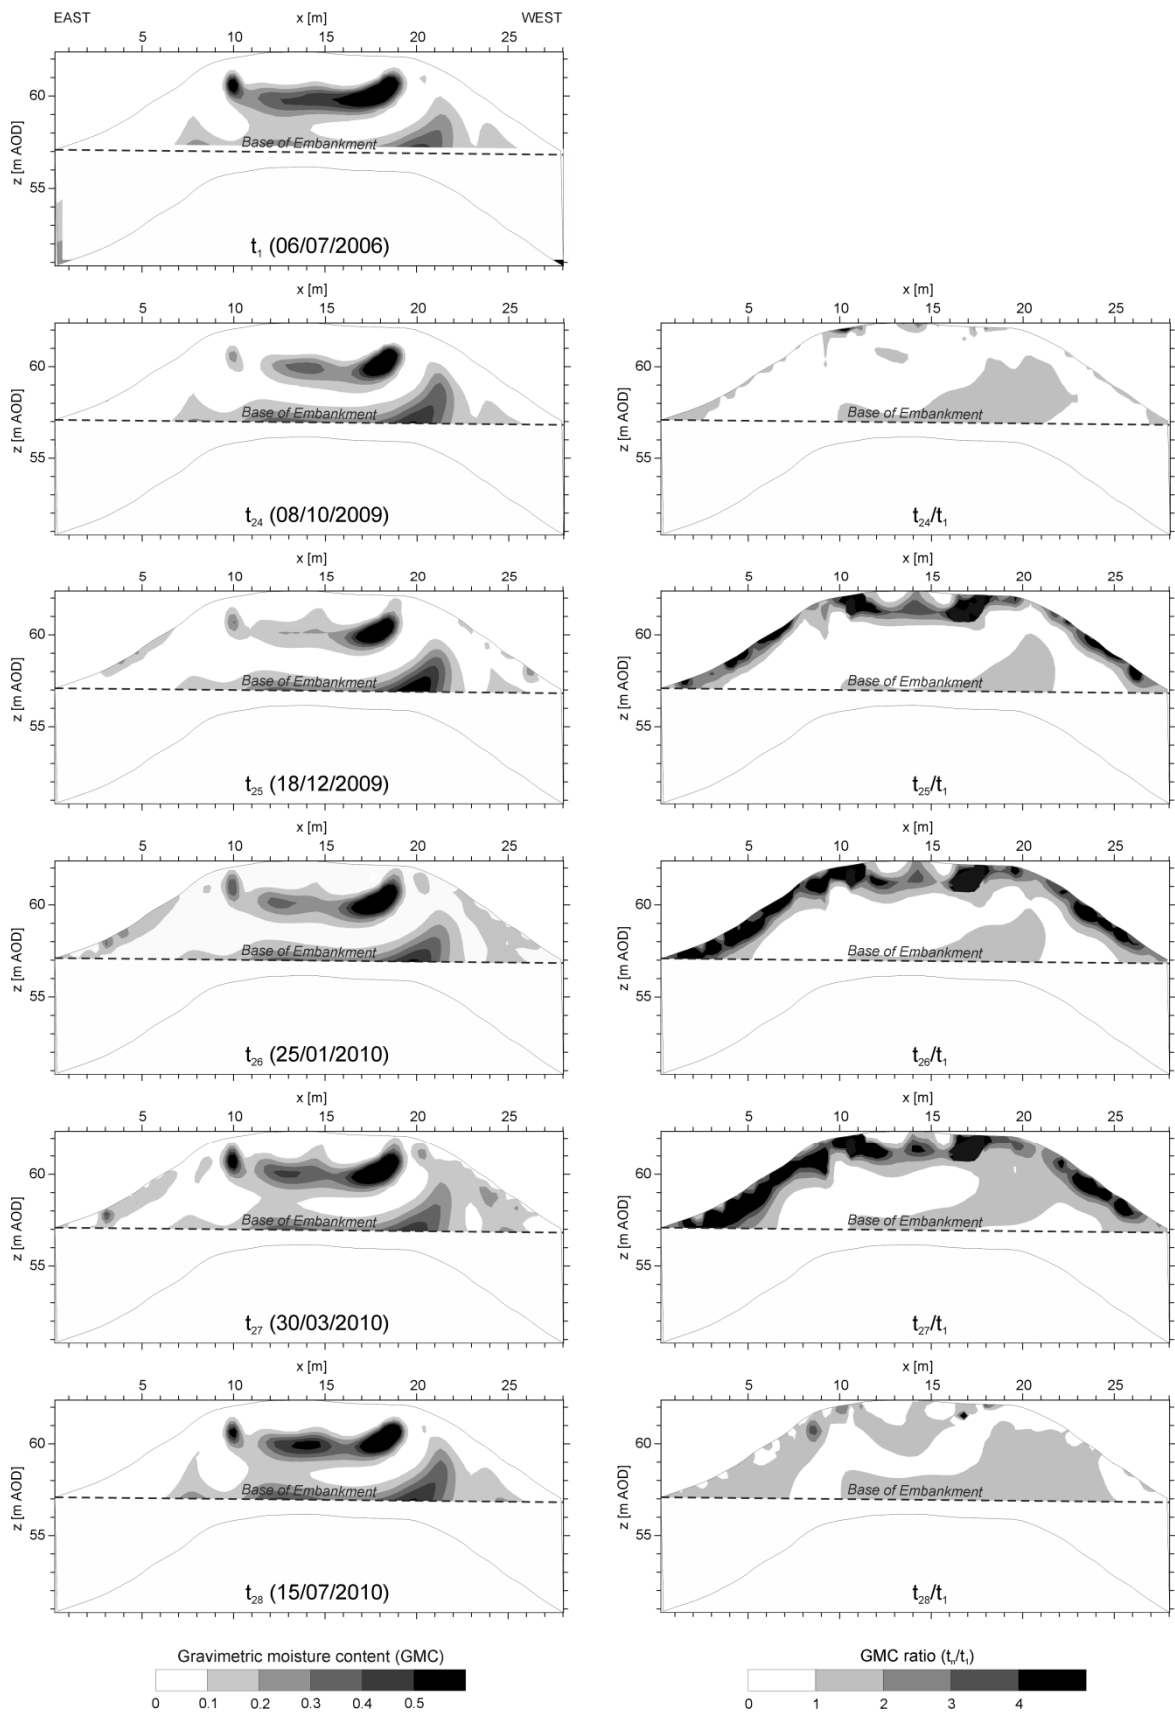 EAST x [m] WEST
5 10 15 20 25
60
z [m AOD]
Base of Embankment
55
t₁ (06/07/2006)
x [m] x [m]
5 10 15 20 25 5 10 15 20 25
60 60
z [m AOD] z [m AOD]
Base of Embankment Base of Embankment
55 55
t₂₄ (08/10/2009) t₂₄/t₁
x [m] x [m]
5 10 15 20 25 5 10 15 20 25
60 60
z [m AOD] z [m AOD]
Base of Embankment Base of Embankment
55 55
t₂₅ (18/12/2009) t₂₅/t₁
x [m] x [m]
5 10 15 20 25 5 10 15 20 25
60 60
z [m AOD] z [m AOD]
Base of Embankment Base of Embankment
55 55
t₂₆ (25/01/2010) t₂₆/t₁
x [m] x [m]
5 10 15 20 25 5 10 15 20 25
60 60
z [m AOD] z [m AOD]
Base of Embankment Base of Embankment
55 55
t₂₇ (30/03/2010) t₂₇/t₁
x [m] x [m]
5 10 15 20 25 5 10 15 20 25
60 60
z [m AOD] z [m AOD]
Base of Embankment Base of Embankment
55 55
t₂₈ (15/07/2010) t₂₈/t₁
Gravimetric moisture content (GMC) GMC ratio (tₙ/t₁)
0 0.1 0.2 0.3 0.4 0.5 0 1 2 3 4